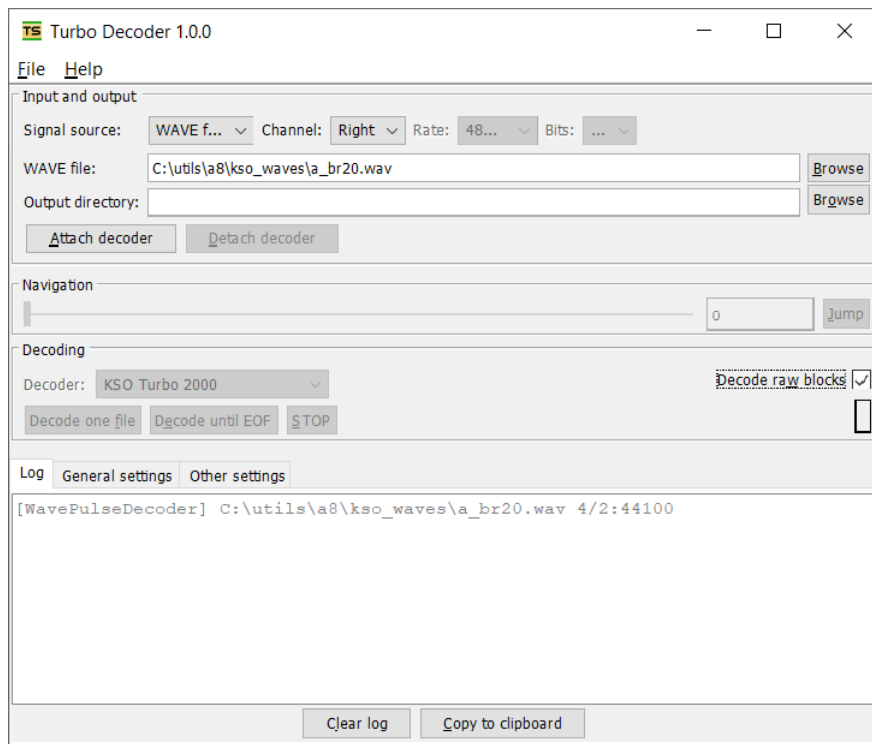 TS Turbo Decoder 1.0.0
File Help
Input and output
Signal source: WAVE f... Channel: Right Rate: 48... Bits: ...
WAVE file: C:\utils\a8\kso_waves\a_br20.wav Browse
Output directory: Browse
Attach decoder Detach decoder
Navigation
0 Jump
Decoding
Decoder: KSO Turbo 2000 Decode raw blocks
Decode one file Decode until EOF STOP
Log General settings Other settings
[WavePulseDecoder] C:\utils\a8\kso_waves\a_br20.wav 4/2:44100
Clear log Copy to clipboard